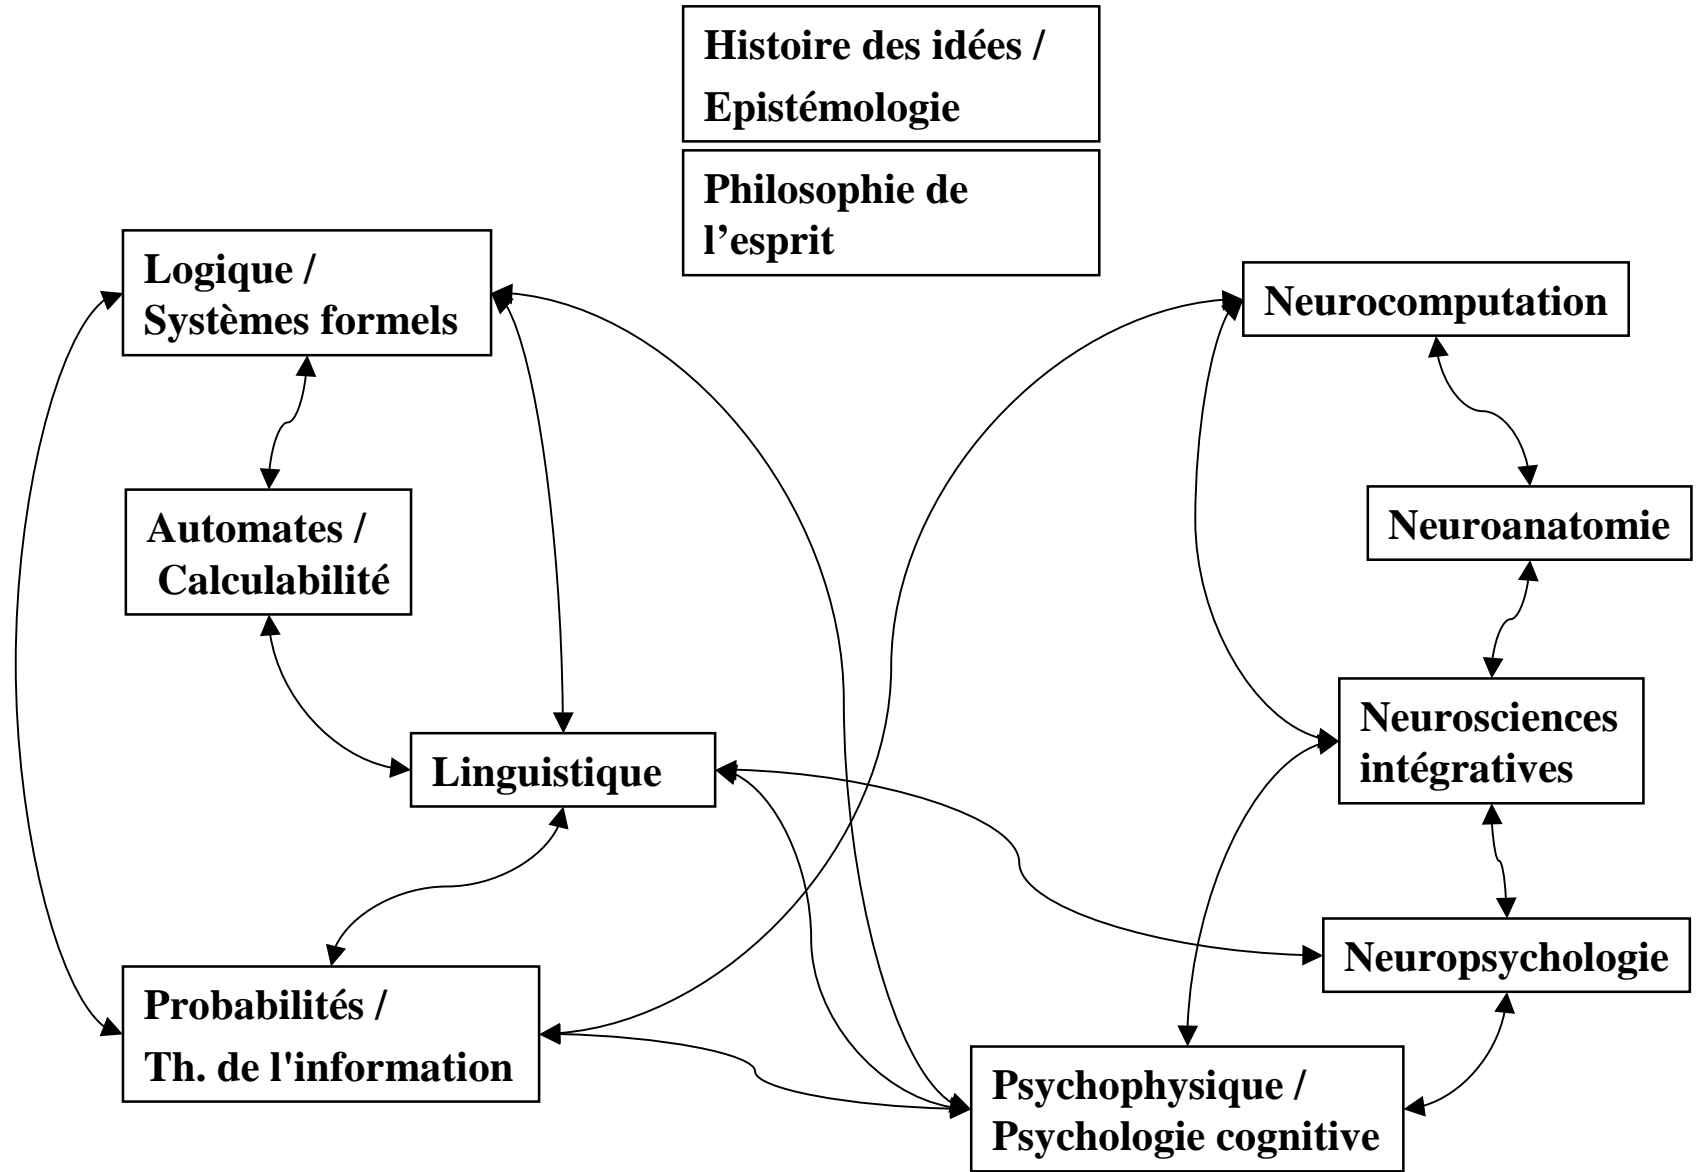 Histoire des idées /
Epistémologie
Philosophie de
l’esprit
Logique /
Systèmes formels
Neurocomputation
Automates /
Calculabilité
Neuroanatomie
Linguistique
Neurosciences
intégratives
Neuropsychologie
Probabilités /
Th. de l'information
Psychophysique /
Psychologie cognitive